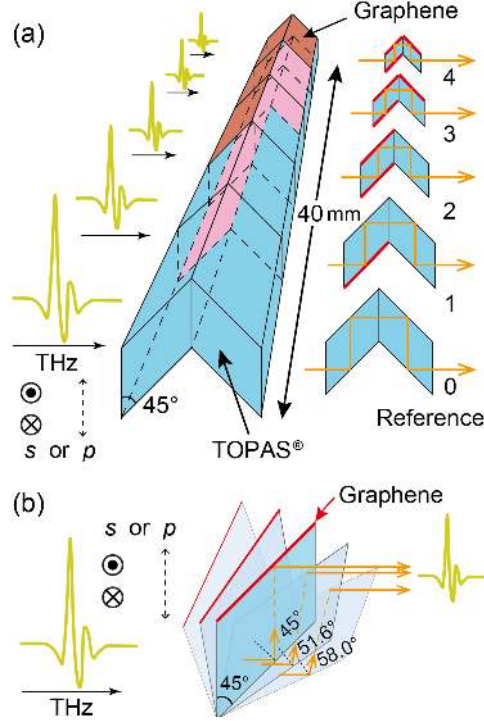 (a)
Graphene
4
3
40 mm
2
1
THz
45°
0
s or p
TOPAS®
Reference
(b)
Graphene
s or p
45°
51.6°
58.0°
45°
THz